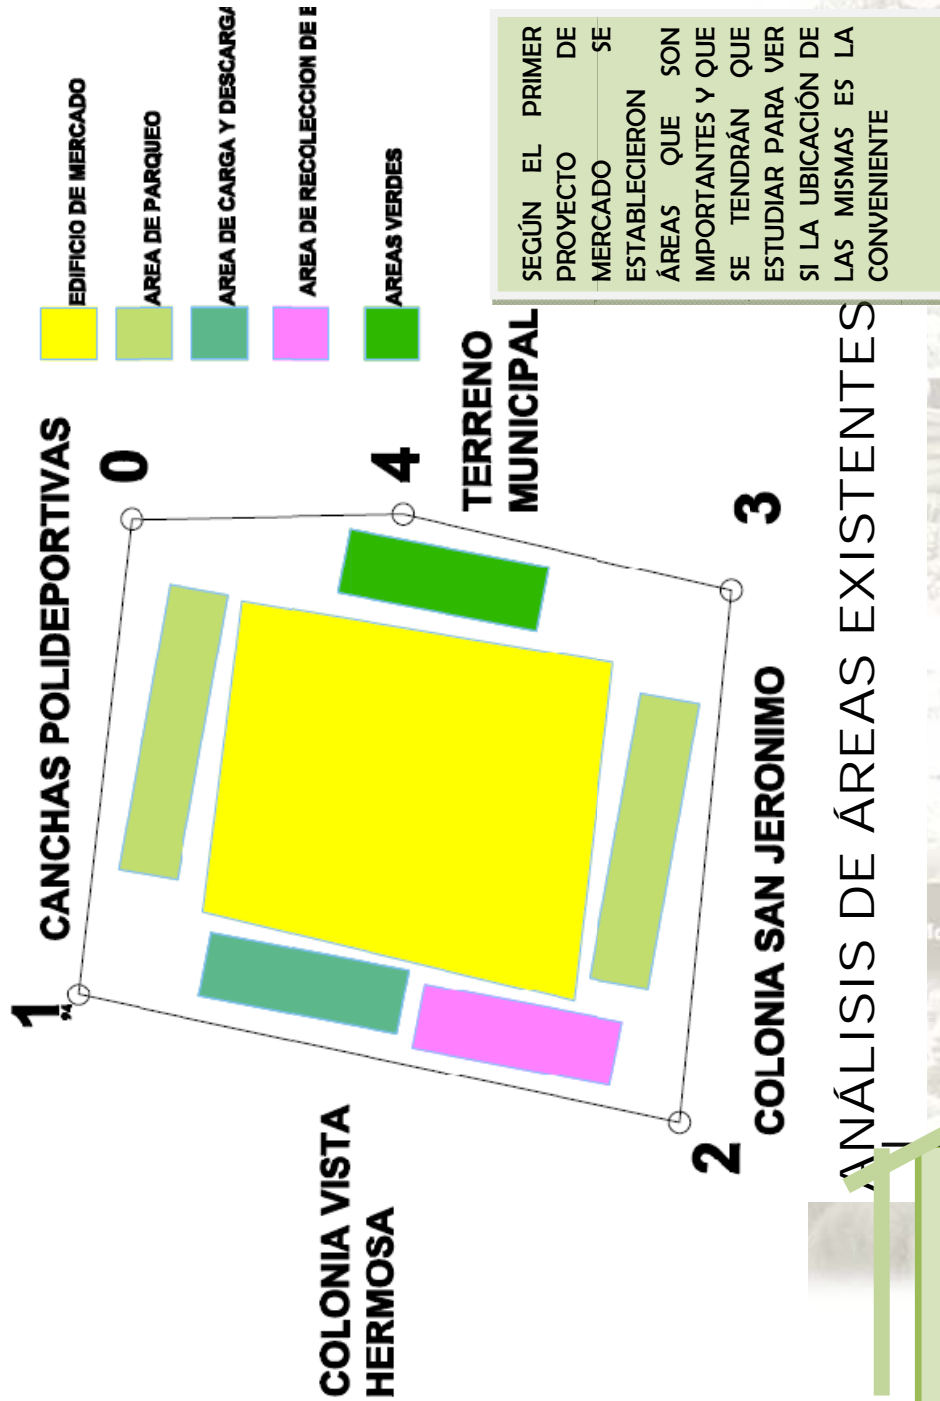 EDIFICIO DE MERCADO
AREA DE PARQUEO
AREA DE CARGA Y DESCARGA
AREA DE RECOLECCION DE
AREAS VERDES
CANCHAS POLIDEPORTIVAS
1
0
4
TERRENO
MUNICIPAL
3
COLONIA VISTA
HERMOSA
2
COLONIA SAN JERONIMO
SEGÚN EL PRIMER
PROYECTO DE
MERCADO SE
ESTABLECIERON
ÁREAS QUE SON
IMPORTANTES Y QUE
SE TENDRÁN QUE
ESTUDIAR PARA VER
SI LA UBICACIÓN DE
LAS MISMAS ES LA
CONVENIENTE
ANÁLISIS DE ÁREAS EXISTENTES